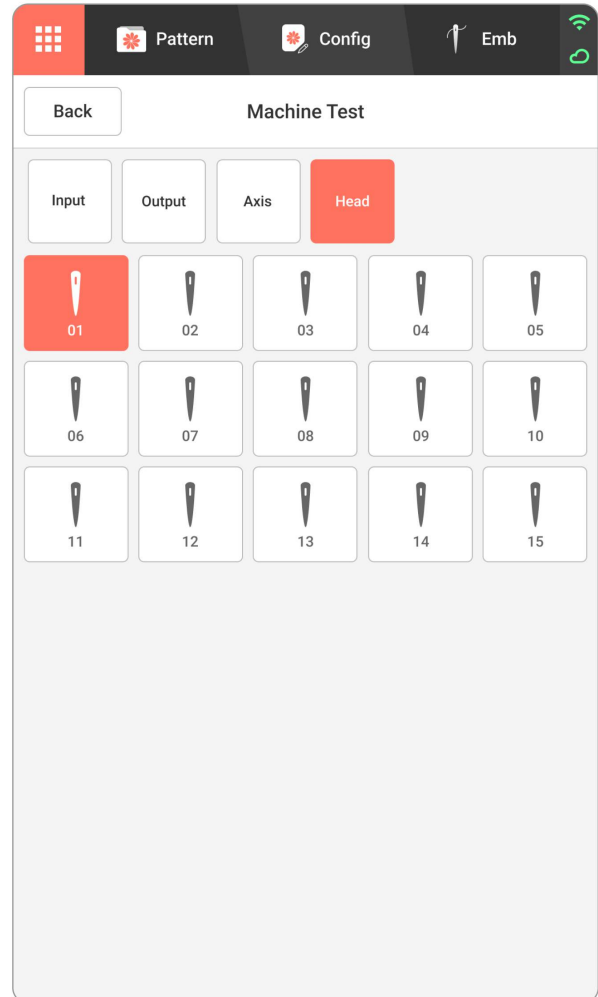 Pattern Config Emb
Back Machine Test
Input Output Axis Head
01 02 03 04 05
06 07 08 09 10
11 12 13 14 15